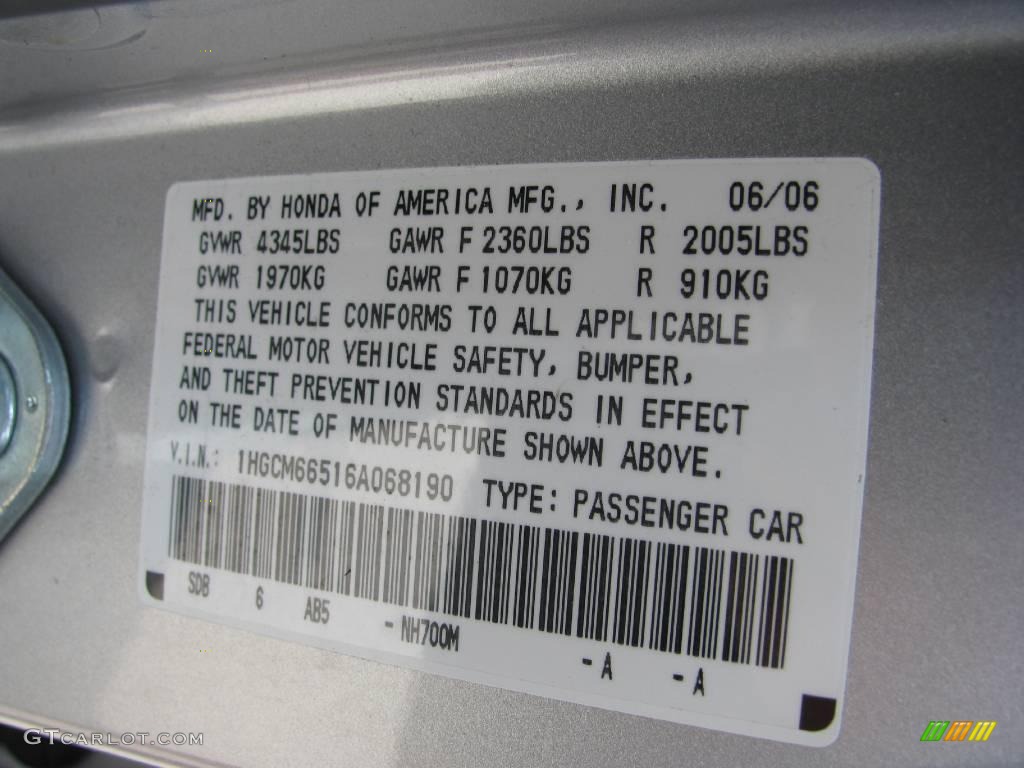 MFD. BY HONDA OF AMERICA MFG., INC. 06/06
GVWR 4345LBS GAWR F 2360LBS R 2005LBS
GVWR 1970KG GAWR F 1070KG R 910KG
THIS VEHICLE CONFORMS TO ALL APPLICABLE
FEDERAL MOTOR VEHICLE SAFETY, BUMPER,
AND THEFT PREVENTION STANDARDS IN EFFECT
ON THE DATE OF MANUFACTURE SHOWN ABOVE.
V.I.N.: 1HGCM66516A068190 TYPE: PASSENGER CAR
SDB 6 AB5 -NH700M -A -A
GTCARLOT.COM